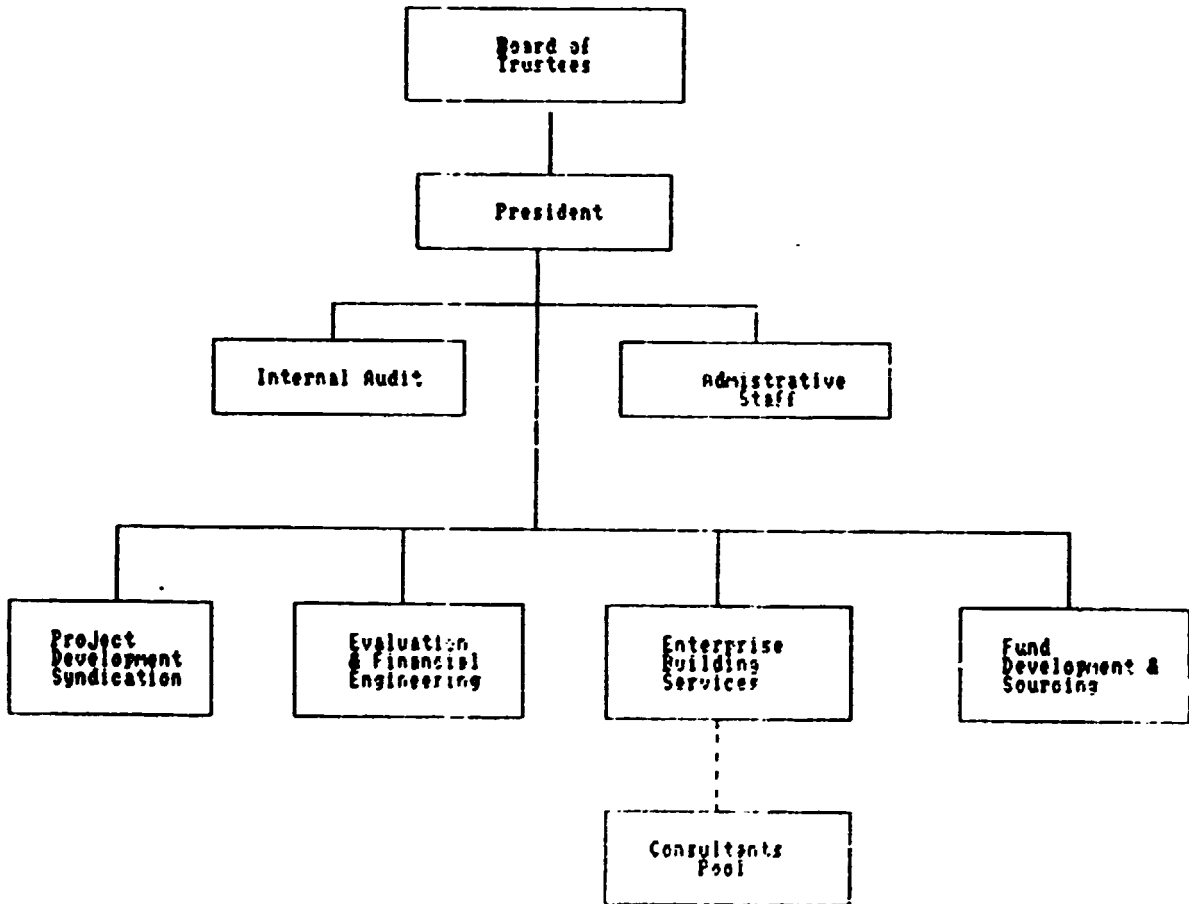 Board of
Trustees
President
Internal Audit
Admistrative
Staff
ProJect
Development
Syndication
Evaluation
& Financial
Engineering
Enterprise
Building
Services
Fund
Development &
Sourcing
Consultants
Pool